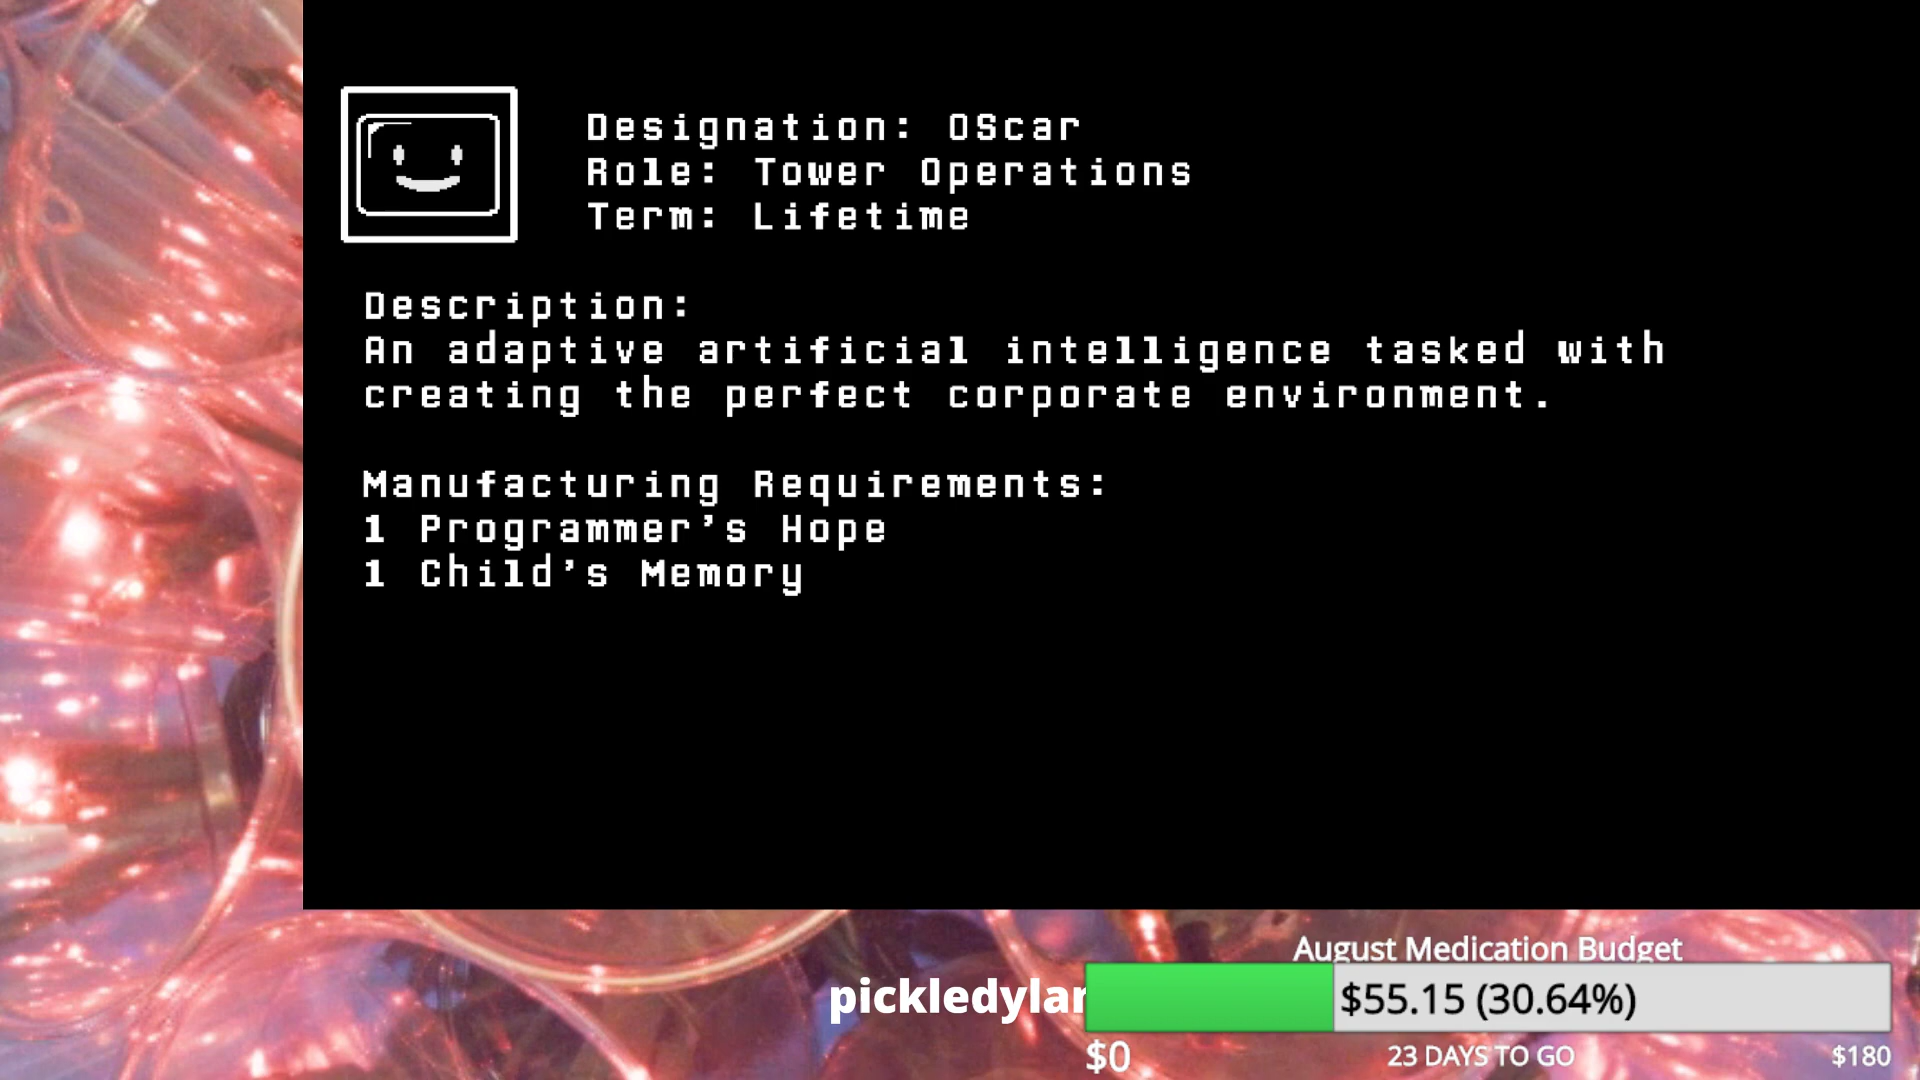 Designation: OScar
Role: Tower Operations
Term: Lifetime
Description:
An adaptive artificial intelligence tasked with
creating the perfect corporate environment.
Manufacturing Requirements:
1 Programmer's Hope
1 Child's Memory
August Medication Budget
pickledylan
$55.15 (30.64%)
$0
23 DAYS TO GO
$180